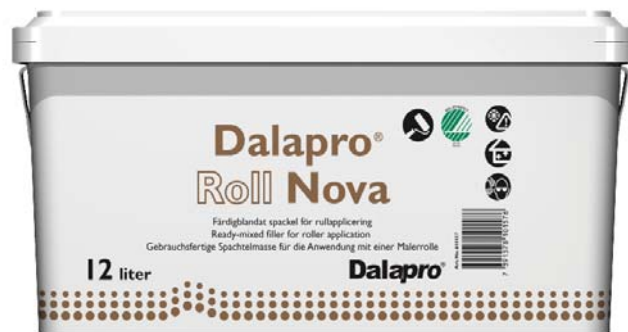 Dalapro®
Roll Nova
Färdigblandat spackel för rullapplicering
Ready-mixed filler for roller application
Gebrauchsfertige Spachtelmasse für die Anwendung mit einer Malerrolle
12 liter
Dalapro®